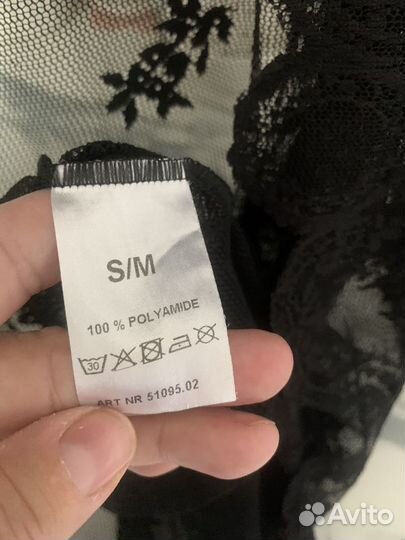 S/M
100 % POLYAMIDE
30
ART NR 51095.02
Avito